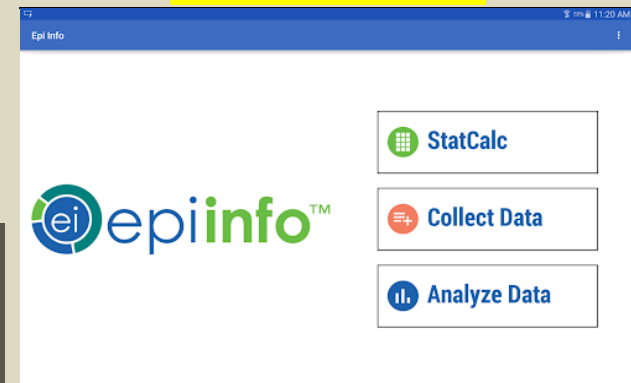 11:20 AM
Epi Info
StatCalc
ei epiinfo™
Collect Data
Analyze Data